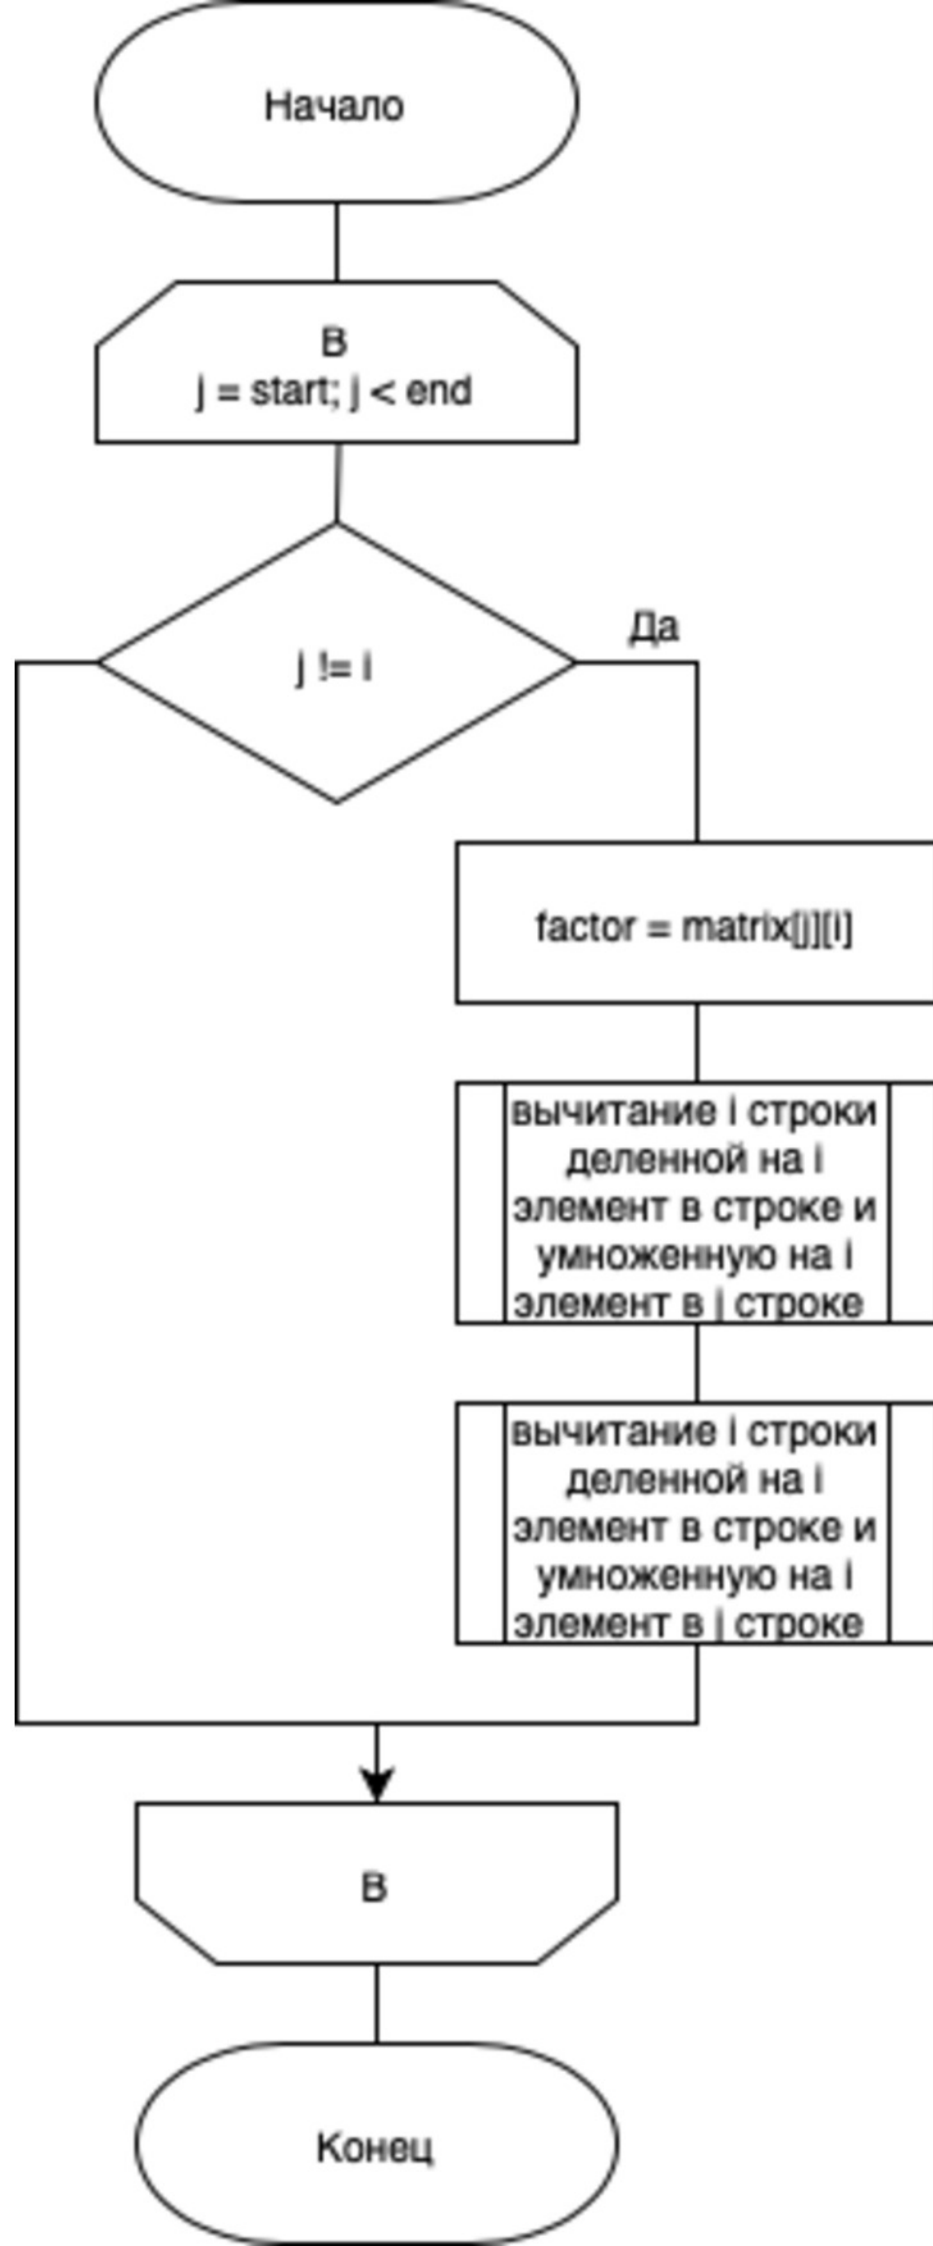 Начало
В
j = start; j < end
j != i
Да
factor = matrix[j][i]
вычитание i строки
деленной на i
элемент в строке и
умноженную на i
элемент в j строке
вычитание i строки
деленной на i
элемент в строке и
умноженную на i
элемент в j строке
В
Конец